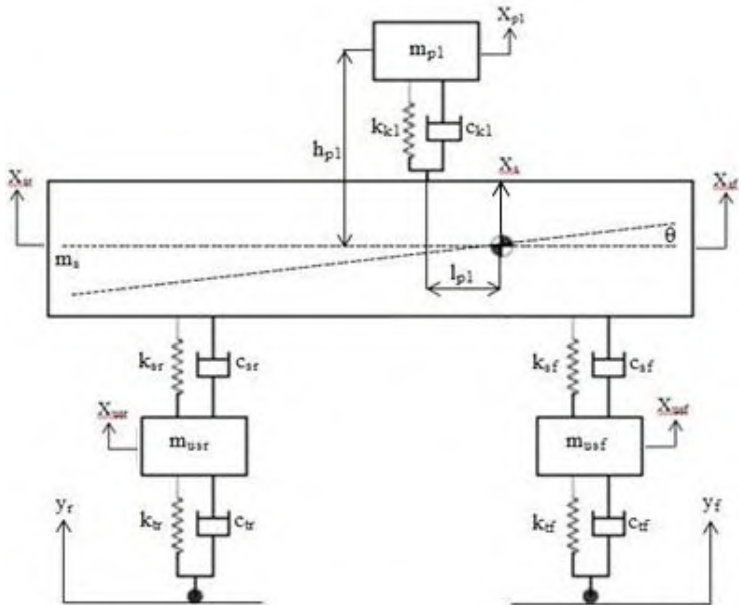 X_p1
m_p1
k_k1
c_k1
h_p1
X_sr
X_s
X_sf
θ
m_s
l_p1
k_sr
c_sr
k_sf
c_sf
X_usr
X_usf
m_usr
m_usf
y_r
k_tr
c_tr
k_tf
c_tf
y_f